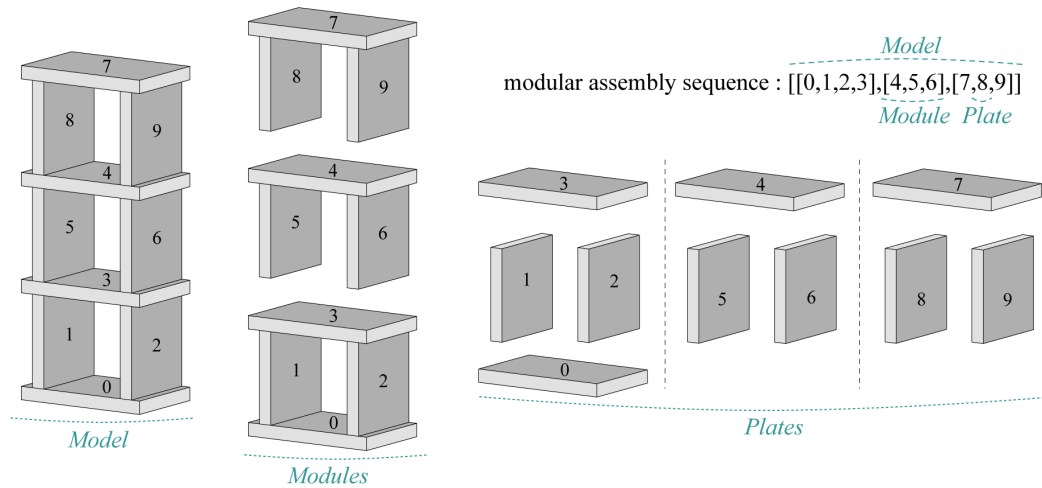 7
8
9
4
5
6
3
1
2
0
Model
7
8
9
4
5
6
3
1
2
0
Modules
Model
modular assembly sequence : [[0,1,2,3],[4,5,6],[7,8,9]]
Module Plate
3 4 7
1 2 5 6 8 9
0
Plates